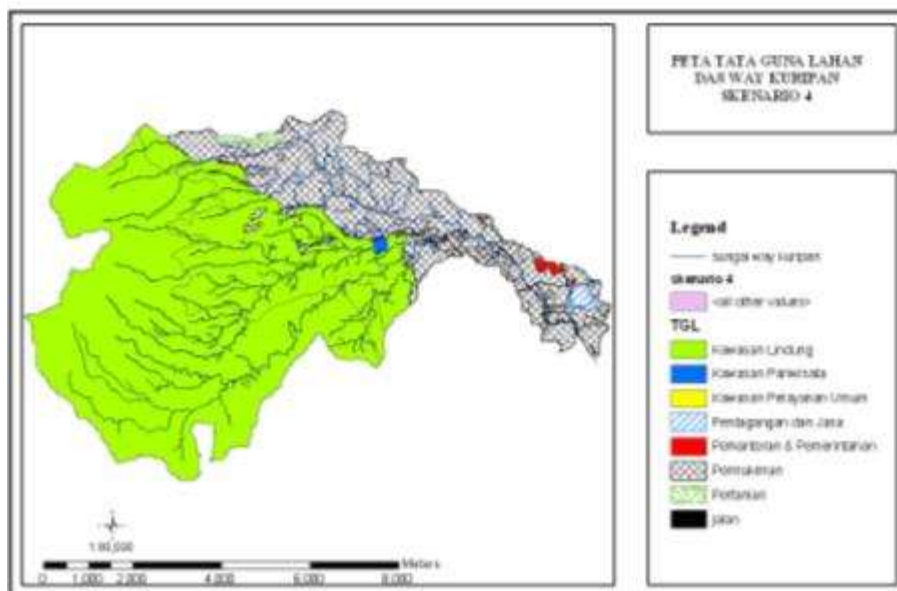 PETA TATA GUNA LAHAN
DAS WAY KURIPAN
SKENARIO 4
Legend
Sungai Way Kuripan
Skenario 4
<all other values>
TGL
Kawasan Lindung
Kawasan Pariwisata
Kawasan Pelayanan Umum
Perdagangan dan Jasa
Perkantoran & Pemerintahan
Permukiman
Pertanian
Jalan
Meters
0 1,000 2,000 4,000 6,000 8,000